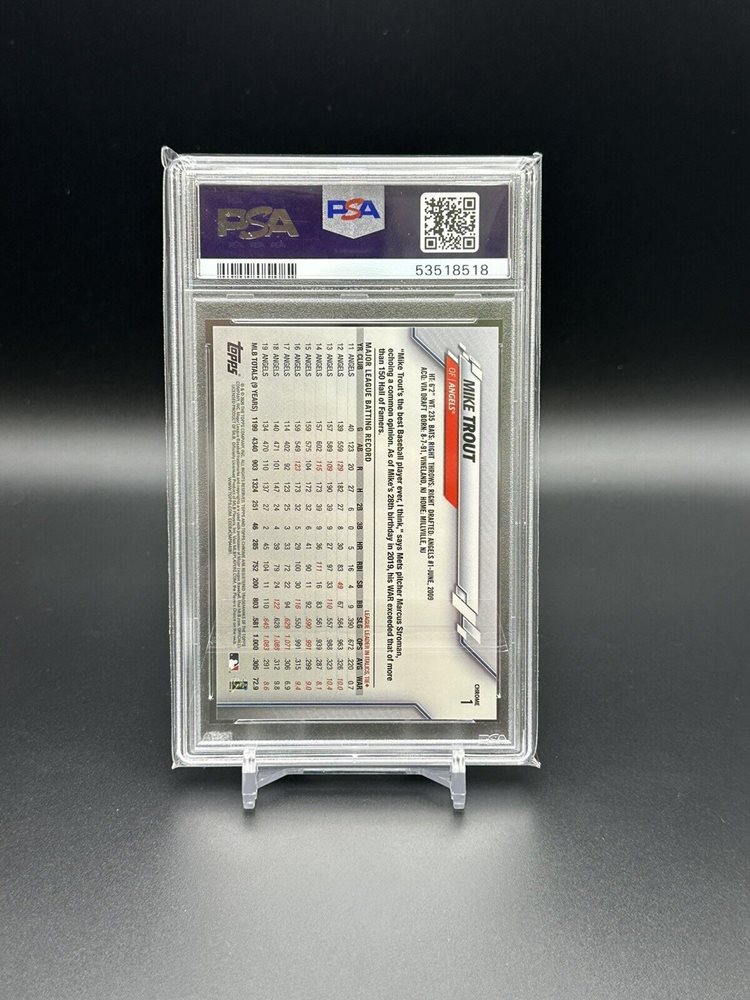 PSA
PSA
53518518
CHROME
1
MIKE TROUT
OF | ANGELS®
HT: 6'2" WT: 235 BATS: RIGHT THROWS: RIGHT DRAFTED: ANGELS #1-JUNE, 2009
ACQ: VIA DRAFT BORN: 8-7-91, VINELAND, NJ HOME: MILLVILLE, NJ
"Mike Trout's the best Baseball player ever, I think," says Mets pitcher Marcus Stroman,
echoing a common opinion. As of Mike's 28th birthday in 2019, his WAR exceeded that of more
than 150 Hall of Famers.
MAJOR LEAGUE BATTING RECORD LEAGUE LEADER IN ITALICS, TIE♦
YR CLUB G AB R H 2B 3B HR RBI SB BB SLG OPS AVG WAR
11 ANGELS 40 123 20 27 6 0 5 16 4 9 .390 .672 .220 0.7
12 ANGELS 139 559 129 182 27 8 30 83 49 67 .564 .963 .326 10.0
13 ANGELS 157 589 109 190 39 9 27 97 33 110 .557 .988 .323 10.4
14 ANGELS 157 602 115 173 39 9 36 111 16 83 .561 .939 .287 8.1
15 ANGELS 159 575 104 172 32 6 41 90 11 92 .590 .991 .299 9.0
16 ANGELS 159 549 123 173 32 5 29 100 30 116 .550 .991 .315 9.4
17 ANGELS 114 402 92 123 25 3 33 72 22 94 .629 1.071 .306 6.9
18 ANGELS 140 471 101 147 24 4 39 79 24 122 .628 1.088 .312 9.8
19 ANGELS 134 470 110 137 27 2 45 104 11 110 .645 1.083 .291 8.6
MLB TOTALS (9 YEARS) 1199 4340 903 1324 251 46 285 752 200 803 .581 1.000 .305 72.9
topps